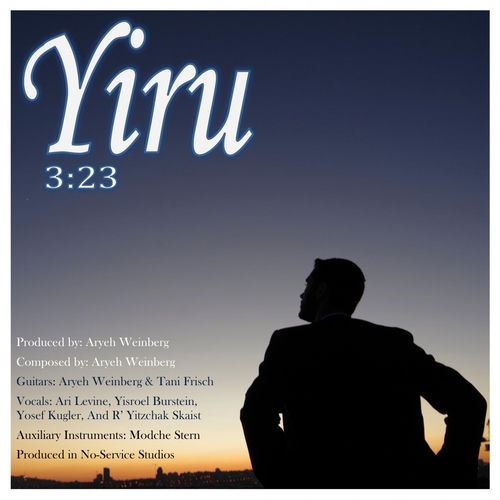 Yiru
3:23
Produced by: Aryeh Weinberg
Composed by: Aryeh Weinberg
Guitars: Aryeh Weinberg & Tani Frisch
Vocals: Ari Levine, Yisroel Burstein,
Yosef Kugler, And R' Yitzchak Skaist
Auxiliary Instruments: Modche Stern
Produced in No-Service Studios